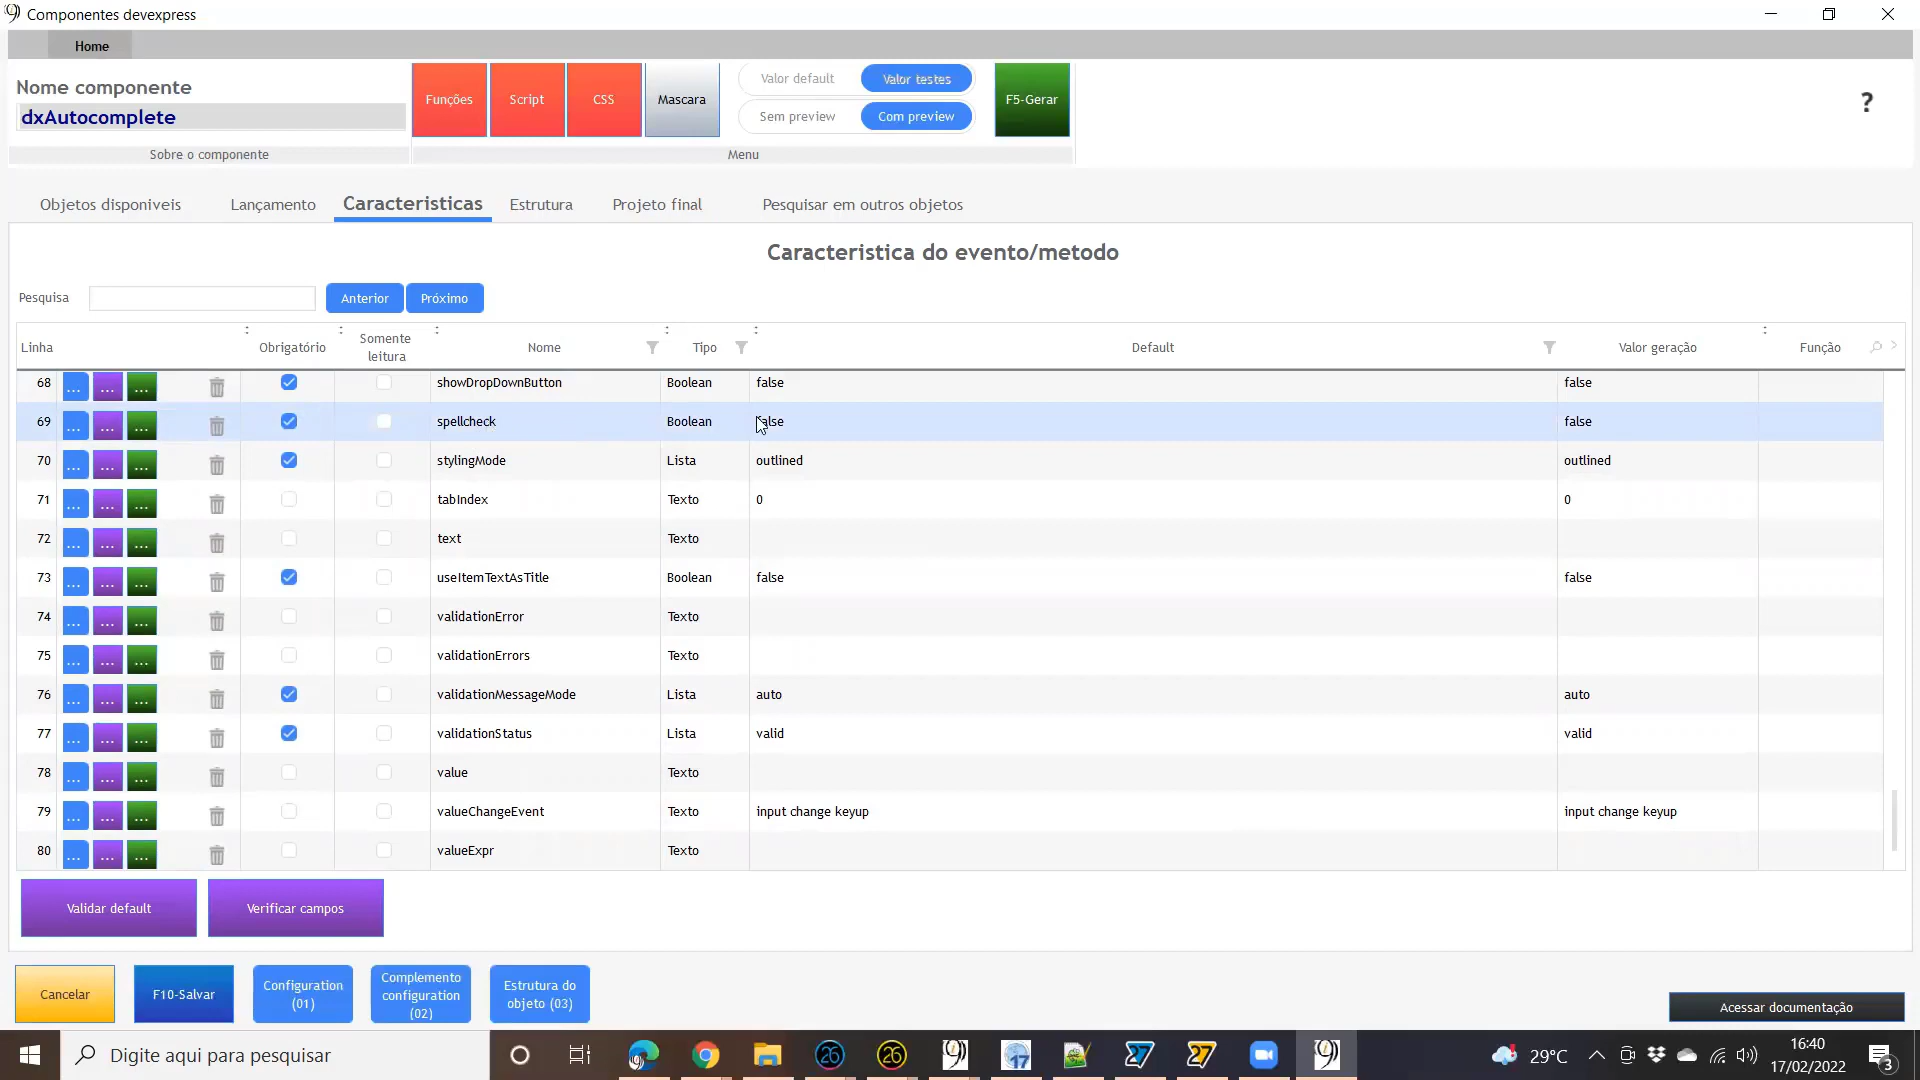 Componentes devexpress
Home
Nome componente
dxAutocomplete
Sobre o componente
Funções
Script
CSS
Mascara
Valor default
Valor testes
Sem preview
Com preview
F5-Gerar
Menu
?
Objetos disponiveis
Lançamento
Caracteristicas
Estrutura
Projeto final
Pesquisar em outros objetos
Caracteristica do evento/metodo
Pesquisa
Anterior
Próximo
Linha
Obrigatório
Somente
leitura
Nome
Tipo
Default
Valor geração
Função
68 ... ... ... showDropDownButton Boolean false false
69 ... ... ... spellcheck Boolean false false
70 ... ... ... stylingMode Lista outlined outlined
71 ... ... ... tabIndex Texto 0 0
72 ... ... ... text Texto
73 ... ... ... useItemTextAsTitle Boolean false false
74 ... ... ... validationError Texto
75 ... ... ... validationErrors Texto
76 ... ... ... validationMessageMode Lista auto auto
77 ... ... ... validationStatus Lista valid valid
78 ... ... ... value Texto
79 ... ... ... valueChangeEvent Texto input change keyup input change keyup
80 ... ... ... valueExpr Texto
Validar default
Verificar campos
Cancelar
F10-Salvar
Configuration
(01)
Complemento
configuration
(02)
Estrutura do
objeto (03)
Acessar documentação
Digite aqui para pesquisar
26
26
17
27
27
29°C
16:40
17/02/2022
3